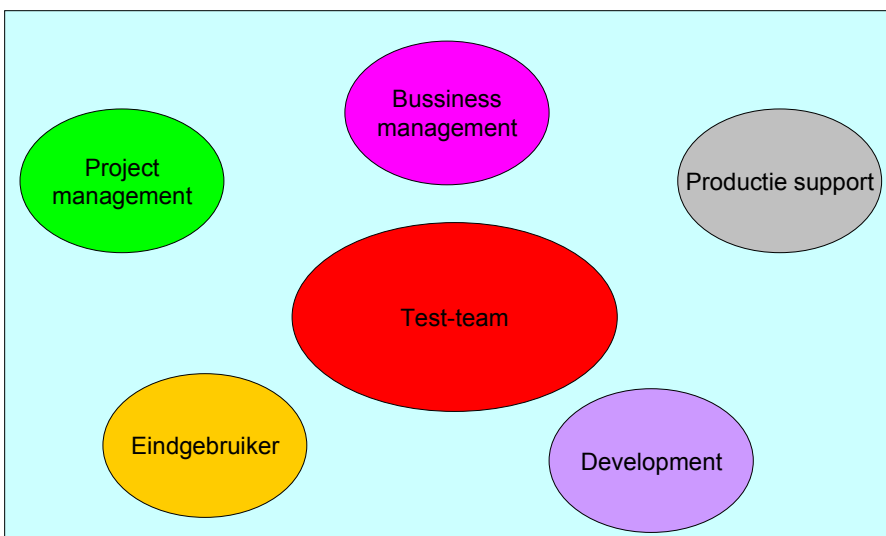 Bussiness
management
Project
management
Productie support
Test-team
Eindgebruiker
Development